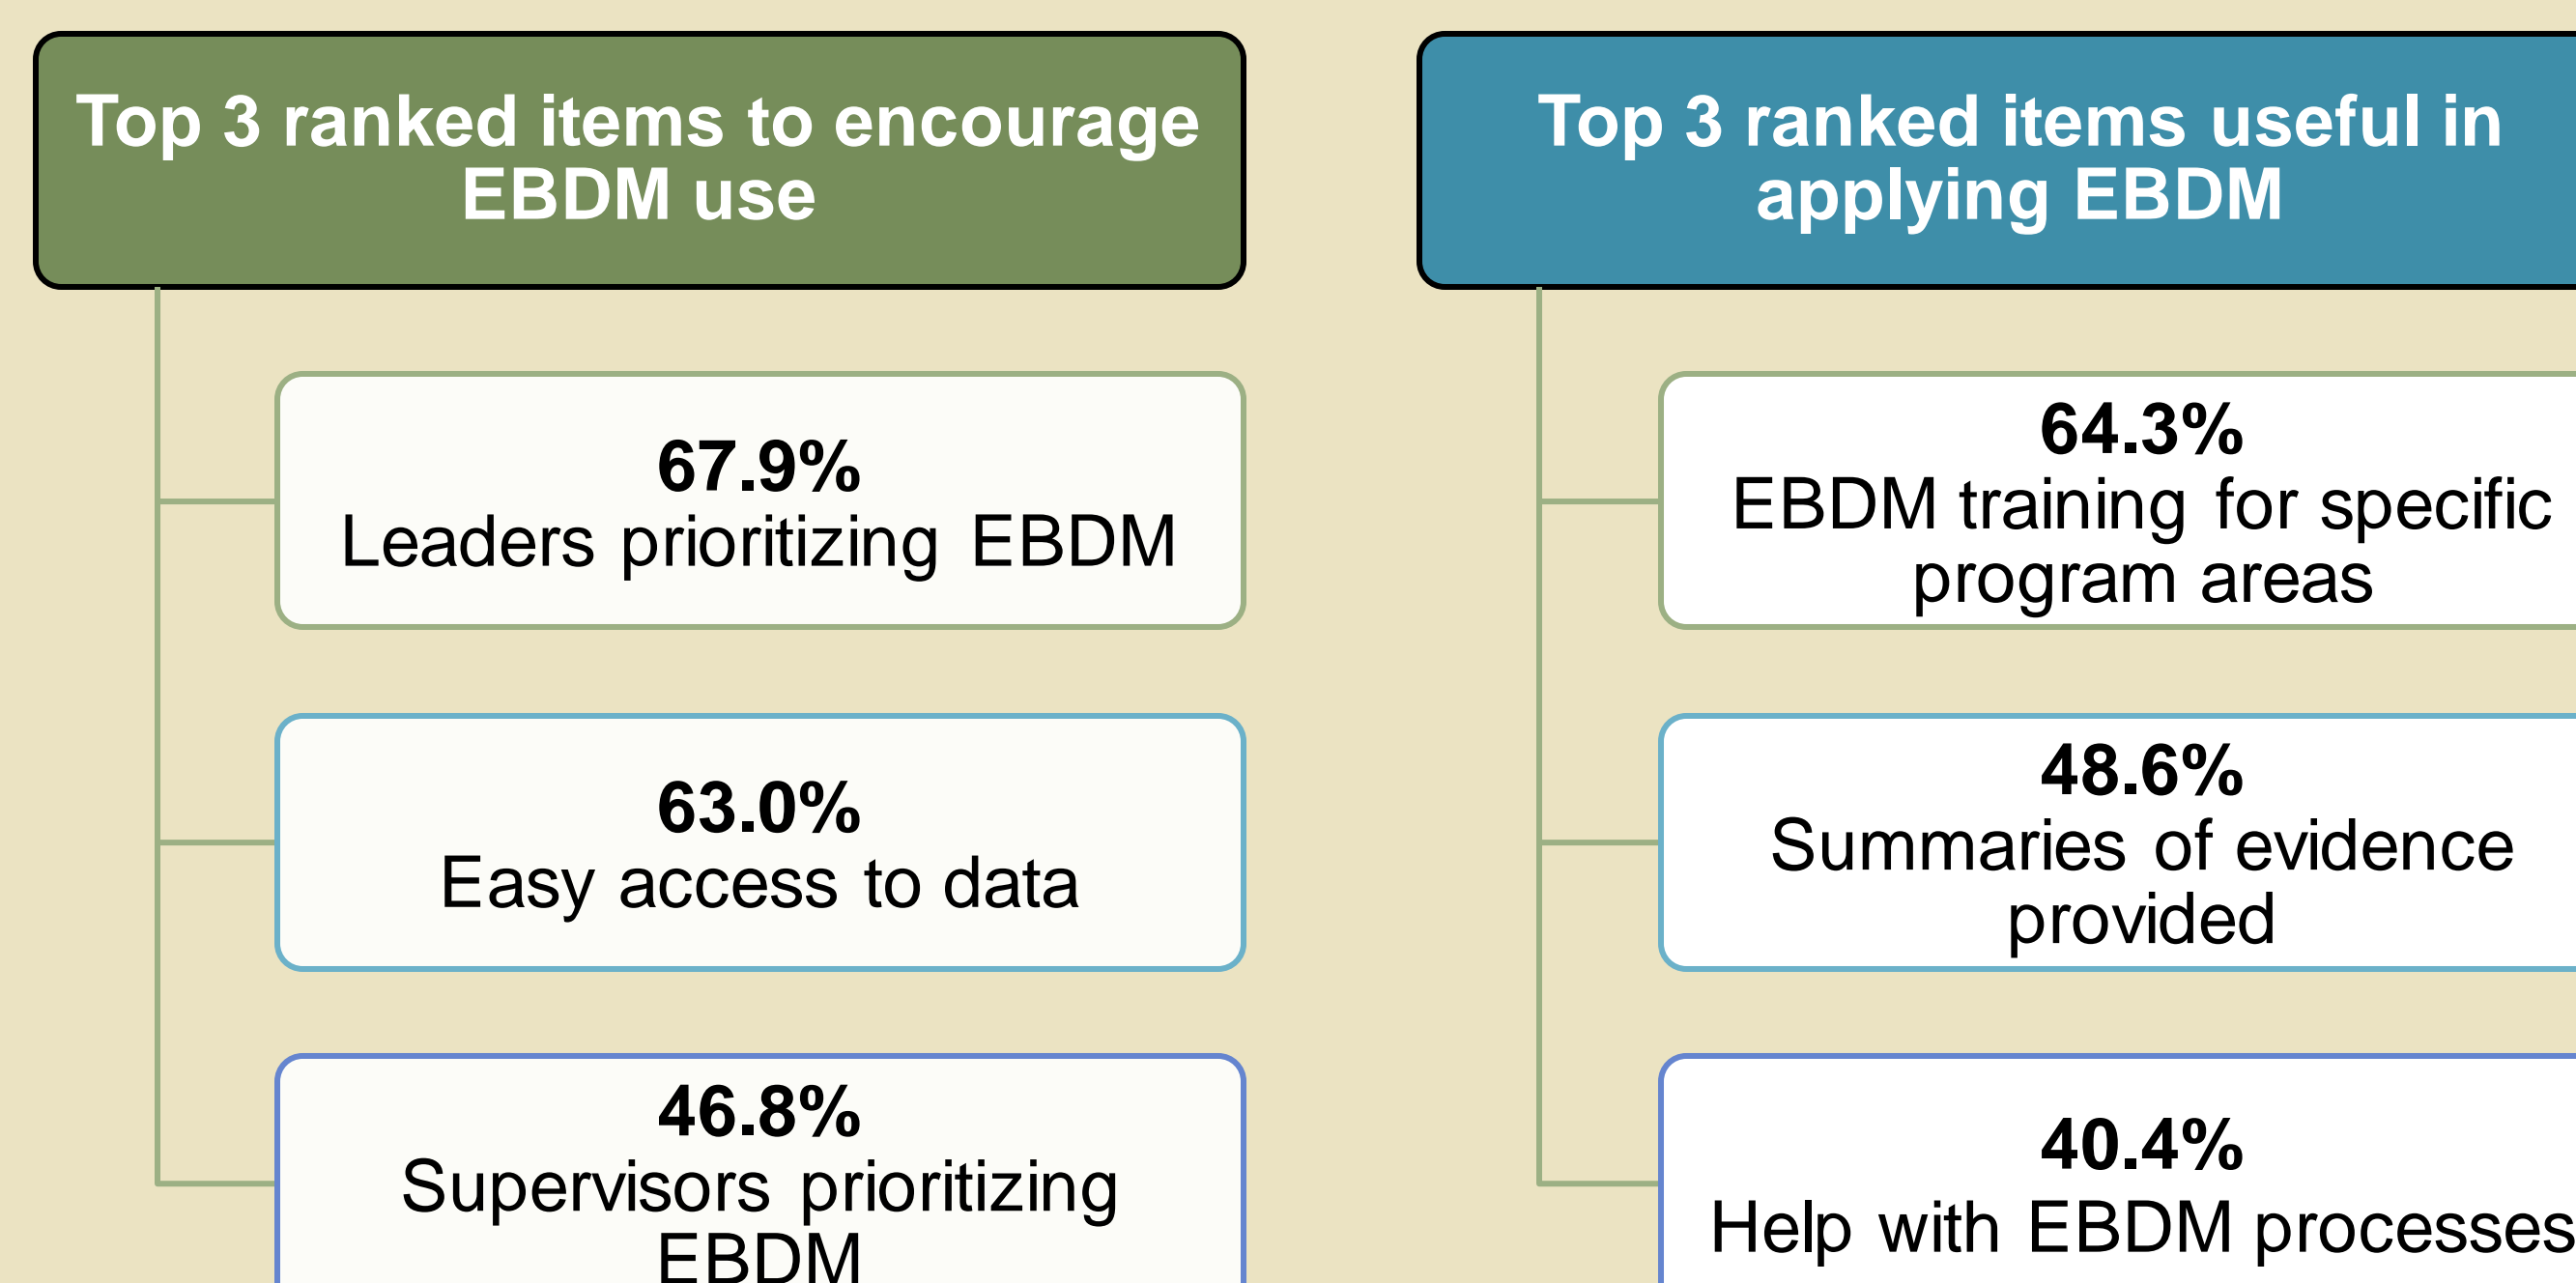 Top 3 ranked items to encourage
EBDM use
67.9%
Leaders prioritizing EBDM
63.0%
Easy access to data
46.8%
Supervisors prioritizing
EBDM
Top 3 ranked items useful in
applying EBDM
64.3%
EBDM training for specific
program areas
48.6%
Summaries of evidence
provided
40.4%
Help with EBDM processes